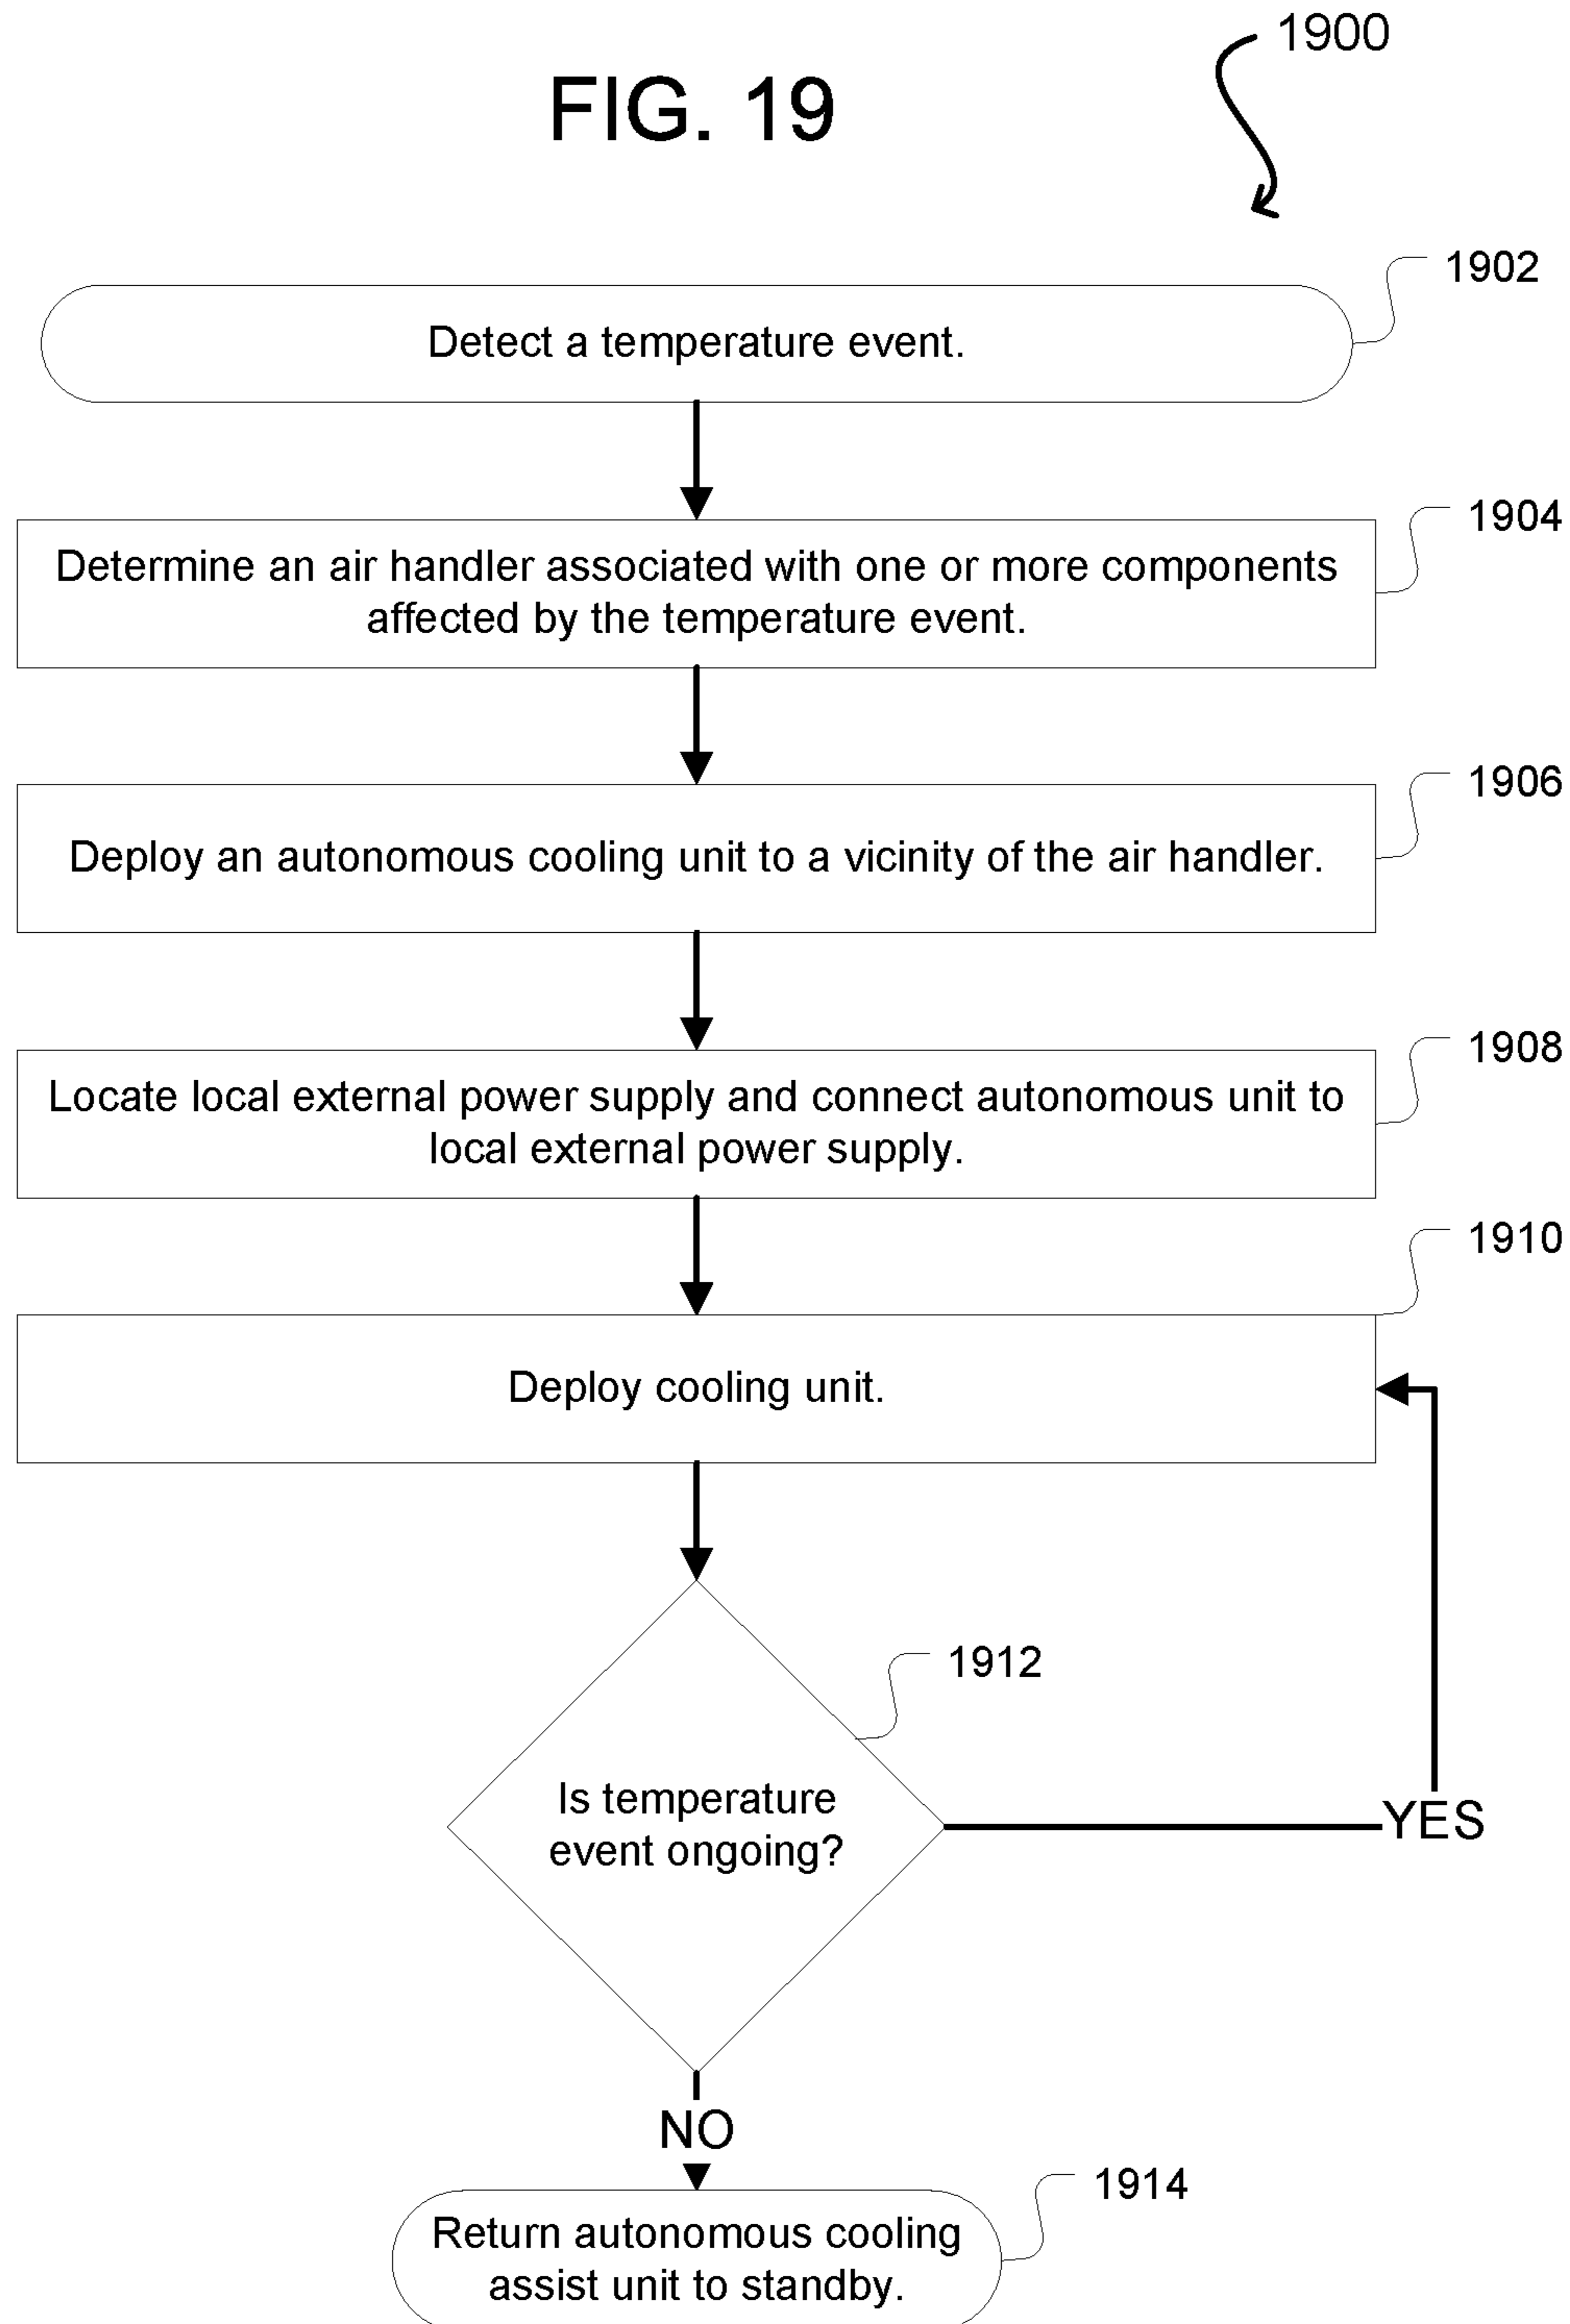 1900
FIG. 19
1902
Detect a temperature event.
1904
Determine an air handler associated with one or more components
affected by the temperature event.
1906
Deploy an autonomous cooling unit to a vicinity of the air handler.
1908
Locate local external power supply and connect autonomous unit to
local external power supply.
1910
Deploy cooling unit.
1912
Is temperature
event ongoing?
YES
NO
1914
Return autonomous cooling
assist unit to standby.